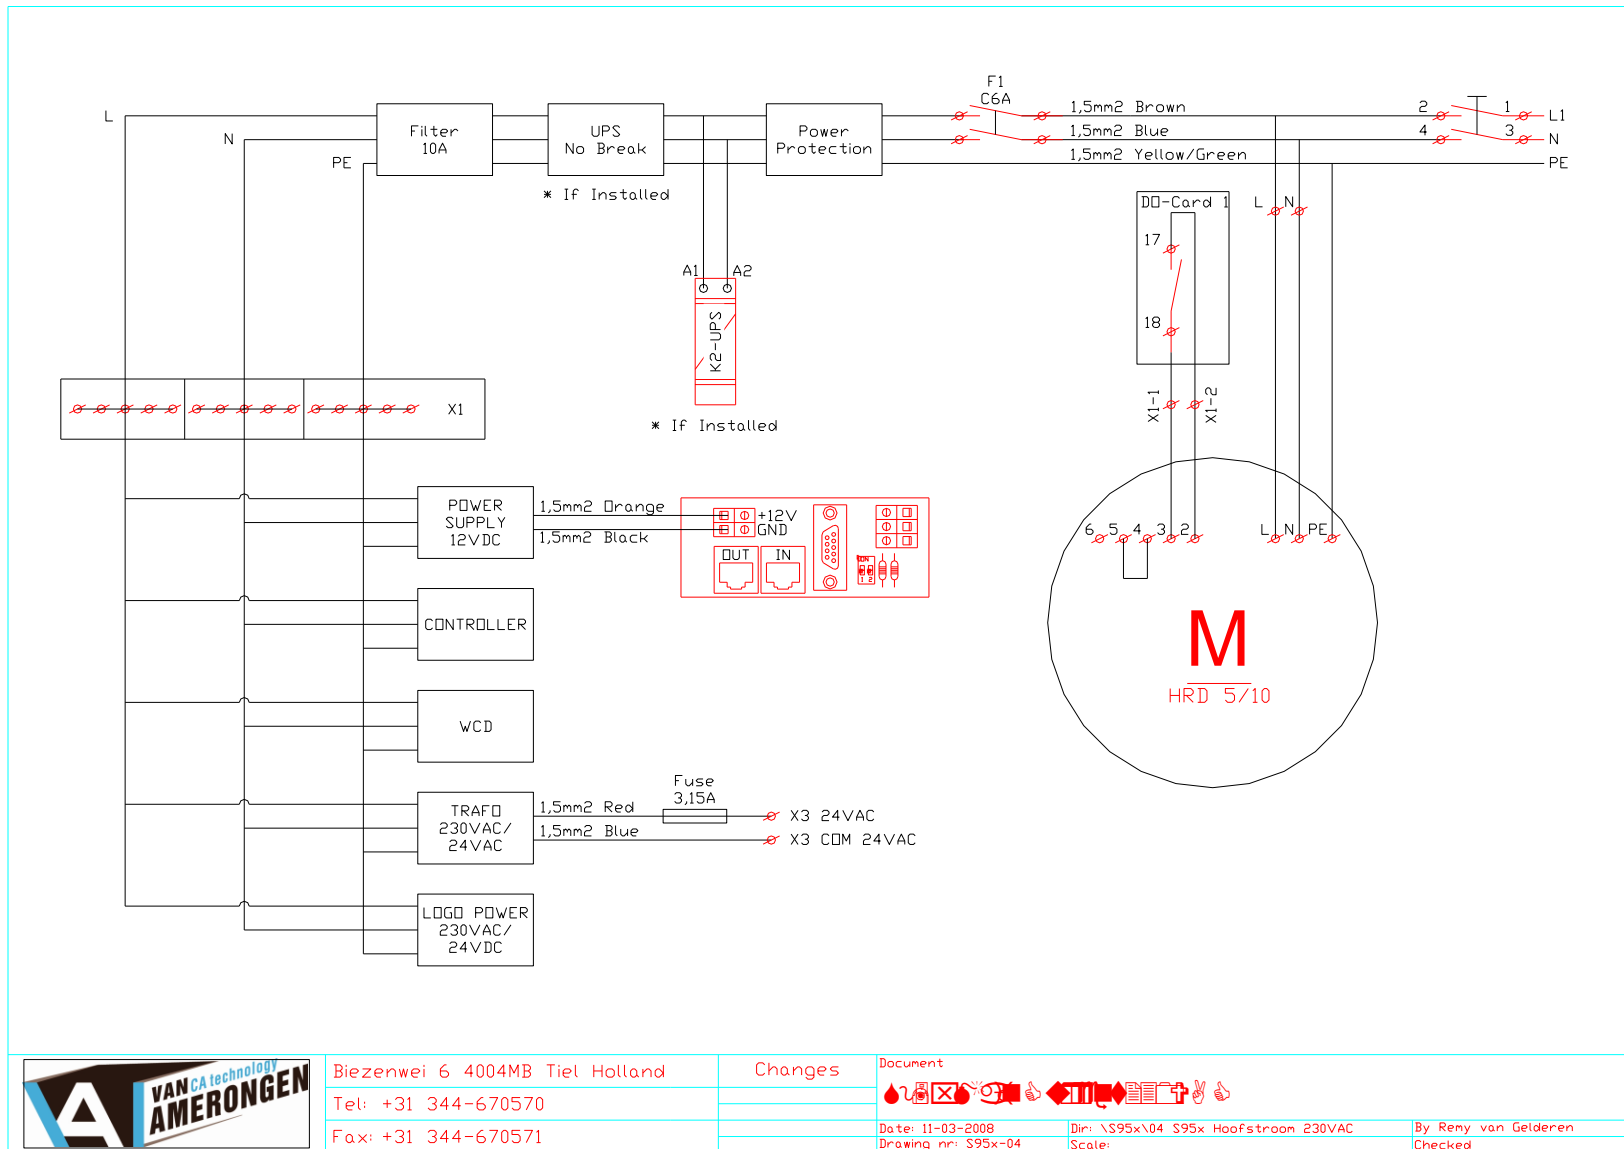 F1
C6A
L
N
PE
Filter
10A
UPS
No Break
* If Installed
Power
Protection
1,5mm2 Brown
1,5mm2 Blue
1,5mm2 Yellow/Green
2
1
L1
4
3
N
PE
DO-Card 1
17
18
L
N
A1
A2
K2-UPS
* If Installed
X1-1
X1-2
X1
POWER
SUPPLY
12VDC
1,5mm2 Orange
1,5mm2 Black
+12V
GND
OUT
IN
ON
1 2
6
5
4
3
2
L
N
PE
M
HRD 5/10
CONTROLLER
WCD
Fuse
3,15A
TRAFO
230VAC/
24VAC
1,5mm2 Red
1,5mm2 Blue
X3 24VAC
X3 COM 24VAC
LOGO POWER
230VAC/
24VDC
VAN CA technology
AMERONGEN
Biezenwei 6 4004MB Tiel Holland
Tel: +31 344-670570
Fax: +31 344-670571
Changes
Document
Date: 11-03-2008
Dir: \S95x\04 S95x Hoofstroom 230VAC
By Remy van Gelderen
Drawing nr: S95x-04
Scale:
Checked